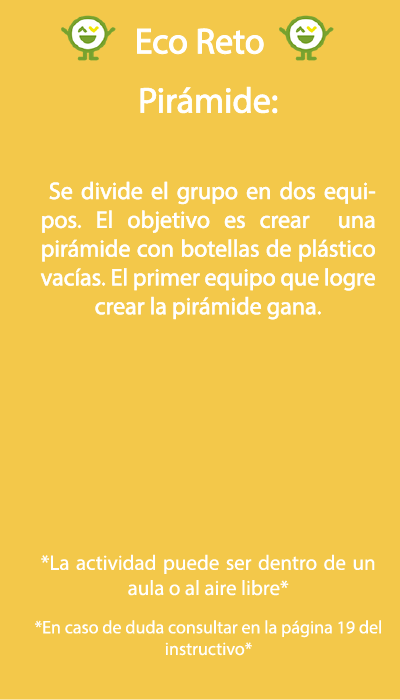 Eco Reto
Pirámide:
Se divide el grupo en dos equi-
pos. El objetivo es crear una
pirámide con botellas de plástico
vacías. El primer equipo que logre
crear la pirámide gana.
*La actividad puede ser dentro de un
aula o al aire libre*
*En caso de duda consultar en la página 19 del
instructivo*